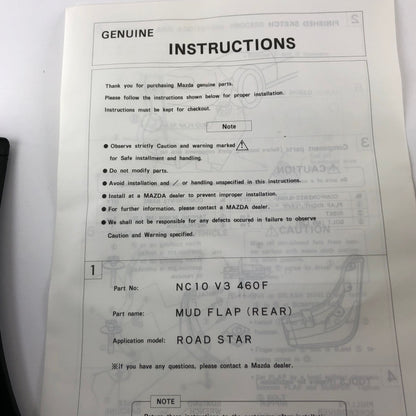 GENUINE
INSTRUCTIONS
Thank you for purchasing Mazda genuine parts.
Please follow the instructions shown below for proper installation.
Instructions must be kept for checkout.
Note
● Observe strictly Caution and warning marked ⚠
for Safe installment and handling.
● Do not modify parts.
● Avoid installation and / or handling unspecified in this instructions.
● Install at a MAZDA dealer to prevent improper installation.
● For further information, please contact a MAZDA dealer.
● We shall not be responsible for any defects occured in failure to observe
Caution and Warning specified.
1
Part No: NC10 V3 460F
Part name: MUD FLAP (REAR)
Application model: ROAD STAR
※If you have any questions, please contact a Mazda dealer.
NOTE